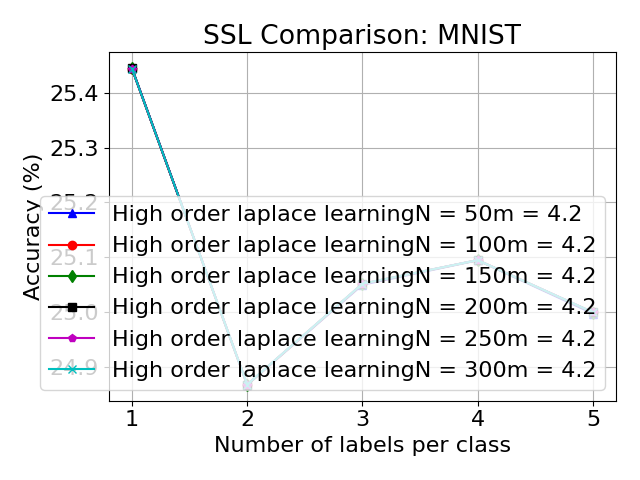 SSL Comparison: MNIST
Accuracy (%)
25.4
25.3
25.2
25.1
25.0
24.9
High order laplace learningN = 50m = 4.2
High order laplace learningN = 100m = 4.2
High order laplace learningN = 150m = 4.2
High order laplace learningN = 200m = 4.2
High order laplace learningN = 250m = 4.2
High order laplace learningN = 300m = 4.2
1 2 3 4 5
Number of labels per class